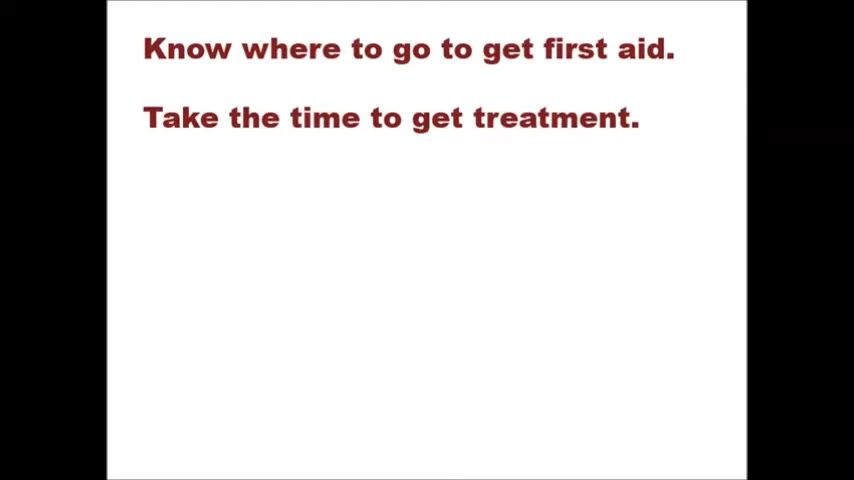 Know where to go to get first aid.
Take the time to get treatment.